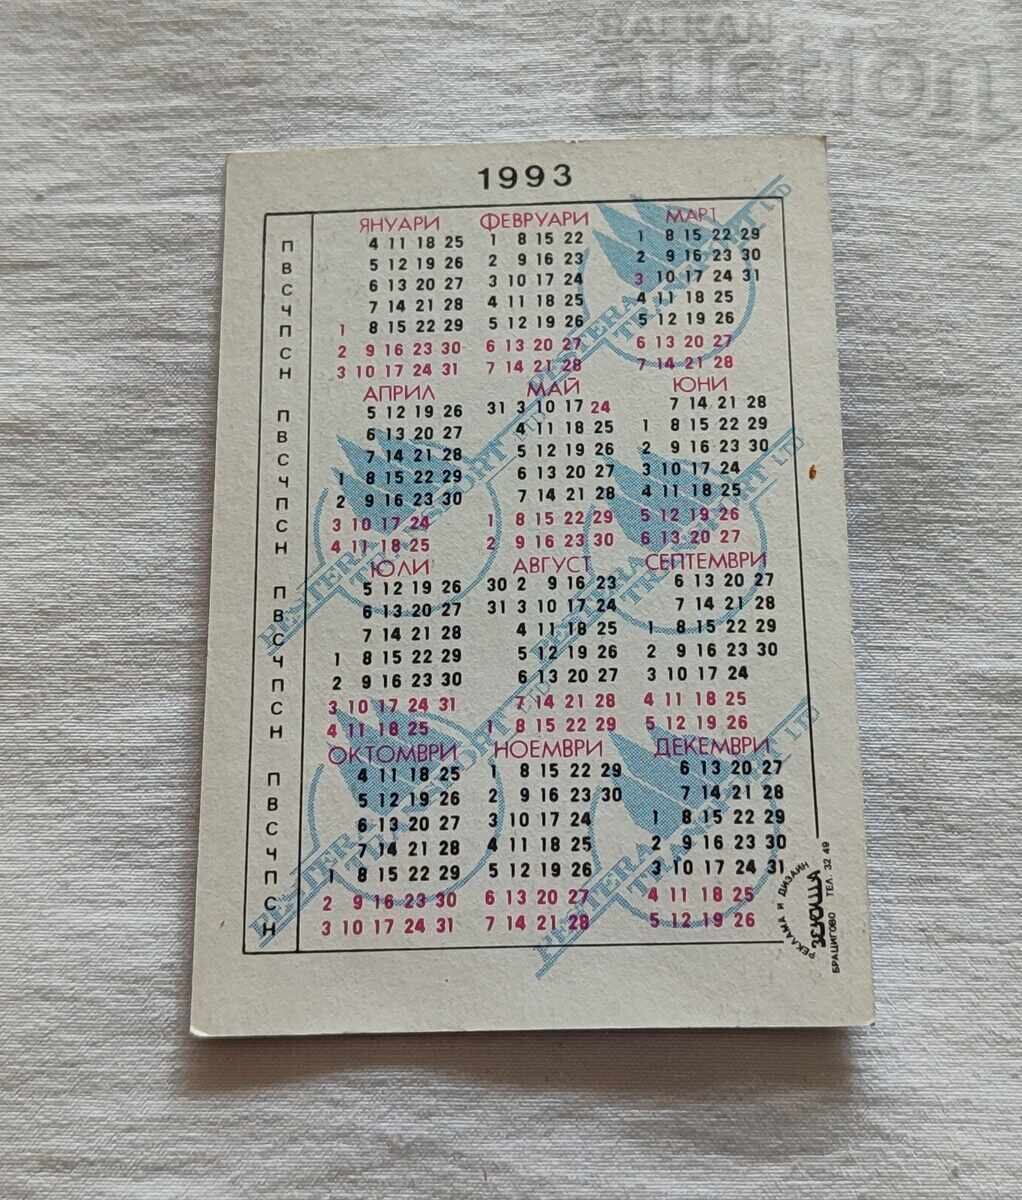 БАЛКАН
auction
1993
ЯНУАРИ ФЕВРУАРИ МАРТ
П 4 11 18 25 1 8 15 22 1 8 15 22 29
В 5 12 19 26 2 9 16 23 2 9 16 23 30
С 6 13 20 27 3 10 17 24 3 10 17 24 31
Ч 7 14 21 28 4 11 18 25 4 11 18 25
П 1 8 15 22 29 5 12 19 26 5 12 19 26
С 2 9 16 23 30 6 13 20 27 6 13 20 27
Н 3 10 17 24 31 7 14 21 28 7 14 21 28
АПРИЛ МАЙ ЮНИ
П 5 12 19 26 31 3 10 17 24 7 14 21 28
В 6 13 20 27 4 11 18 25 1 8 15 22 29
С 7 14 21 28 5 12 19 26 2 9 16 23 30
Ч 1 8 15 22 29 6 13 20 27 3 10 17 24
П 2 9 16 23 30 7 14 21 28 4 11 18 25
С 3 10 17 24 1 8 15 22 29 5 12 19 26
Н 4 11 18 25 2 9 16 23 30 6 13 20 27
ЮЛИ АВГУСТ СЕПТЕМВРИ
П 5 12 19 26 30 2 9 16 23 6 13 20 27
В 6 13 20 27 31 3 10 17 24 7 14 21 28
С 7 14 21 28 4 11 18 25 1 8 15 22 29
Ч 1 8 15 22 29 5 12 19 26 2 9 16 23 30
П 2 9 16 23 30 6 13 20 27 3 10 17 24
С 3 10 17 24 31 7 14 21 28 4 11 18 25
Н 4 11 18 25 1 8 15 22 29 5 12 19 26
ОКТОМВРИ НОЕМВРИ ДЕКЕМВРИ
П 4 11 18 25 1 8 15 22 29 6 13 20 27
В 5 12 19 26 2 9 16 23 30 7 14 21 28
С 6 13 20 27 3 10 17 24 1 8 15 22 29
Ч 7 14 21 28 4 11 18 25 2 9 16 23 30
П 1 8 15 22 29 5 12 19 26 3 10 17 24 31
С 2 9 16 23 30 6 13 20 27 4 11 18 25
Н 3 10 17 24 31 7 14 21 28 5 12 19 26
РЕКЛАМА И ДИЗАЙН
БРАЦИГОВО ТЕЛ. 32 49
TRANSPORT LTD
TRANSPORT LTD
TRANSPORT LTD
TRANSPORT LTD
TRANSPORT LTD